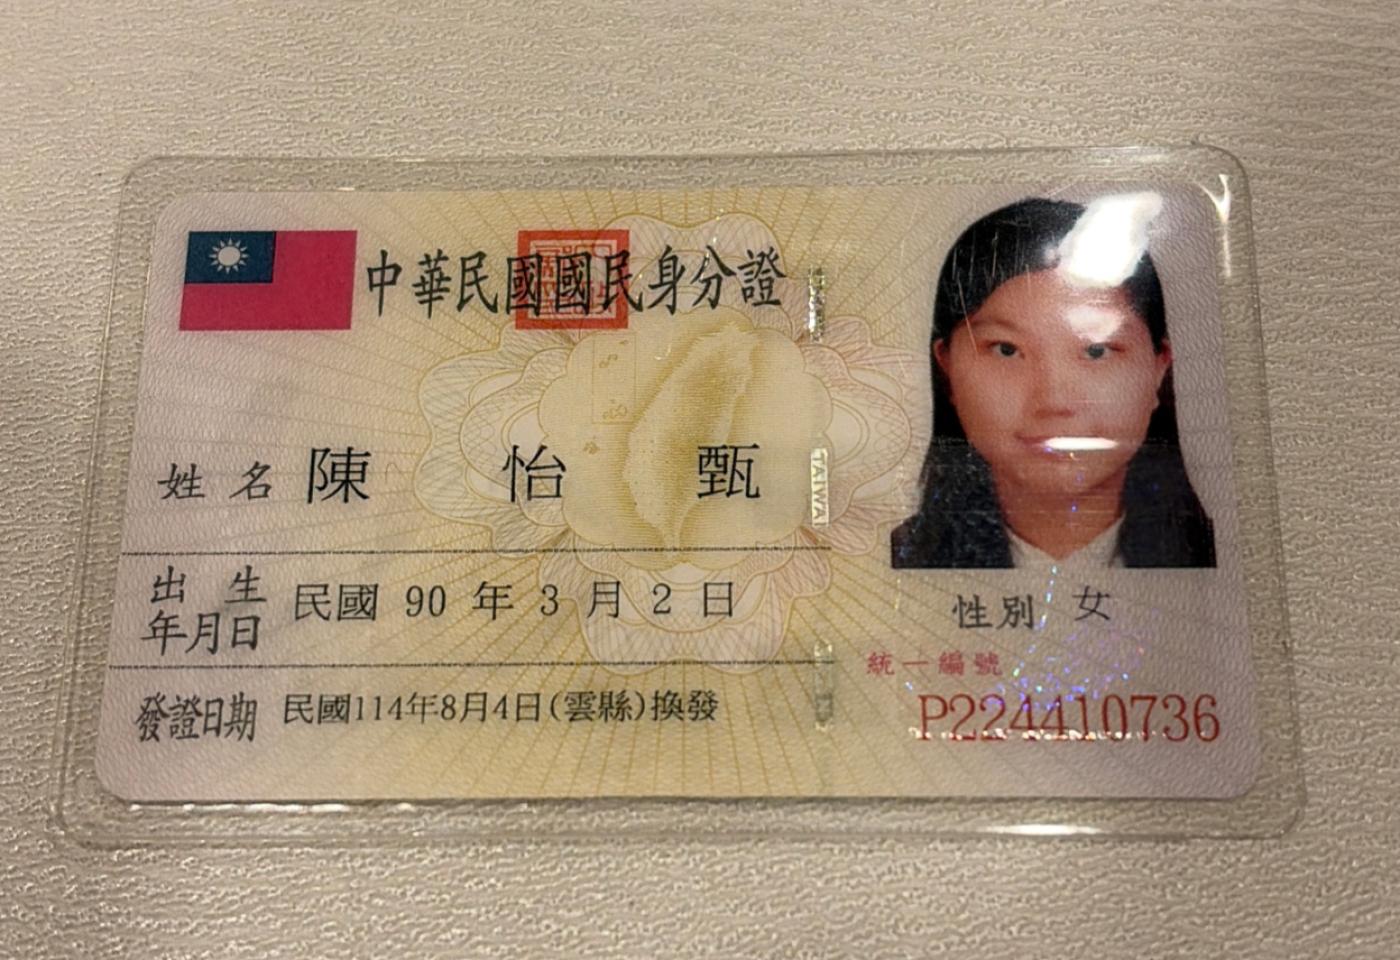 中華民國國民身分證
姓名 陳怡甄
出生年月日 民國 90 年 3 月 2 日
發證日期 民國114年8月4日(雲縣)換發
性別 女
統一編號
P224410736
TAIWA